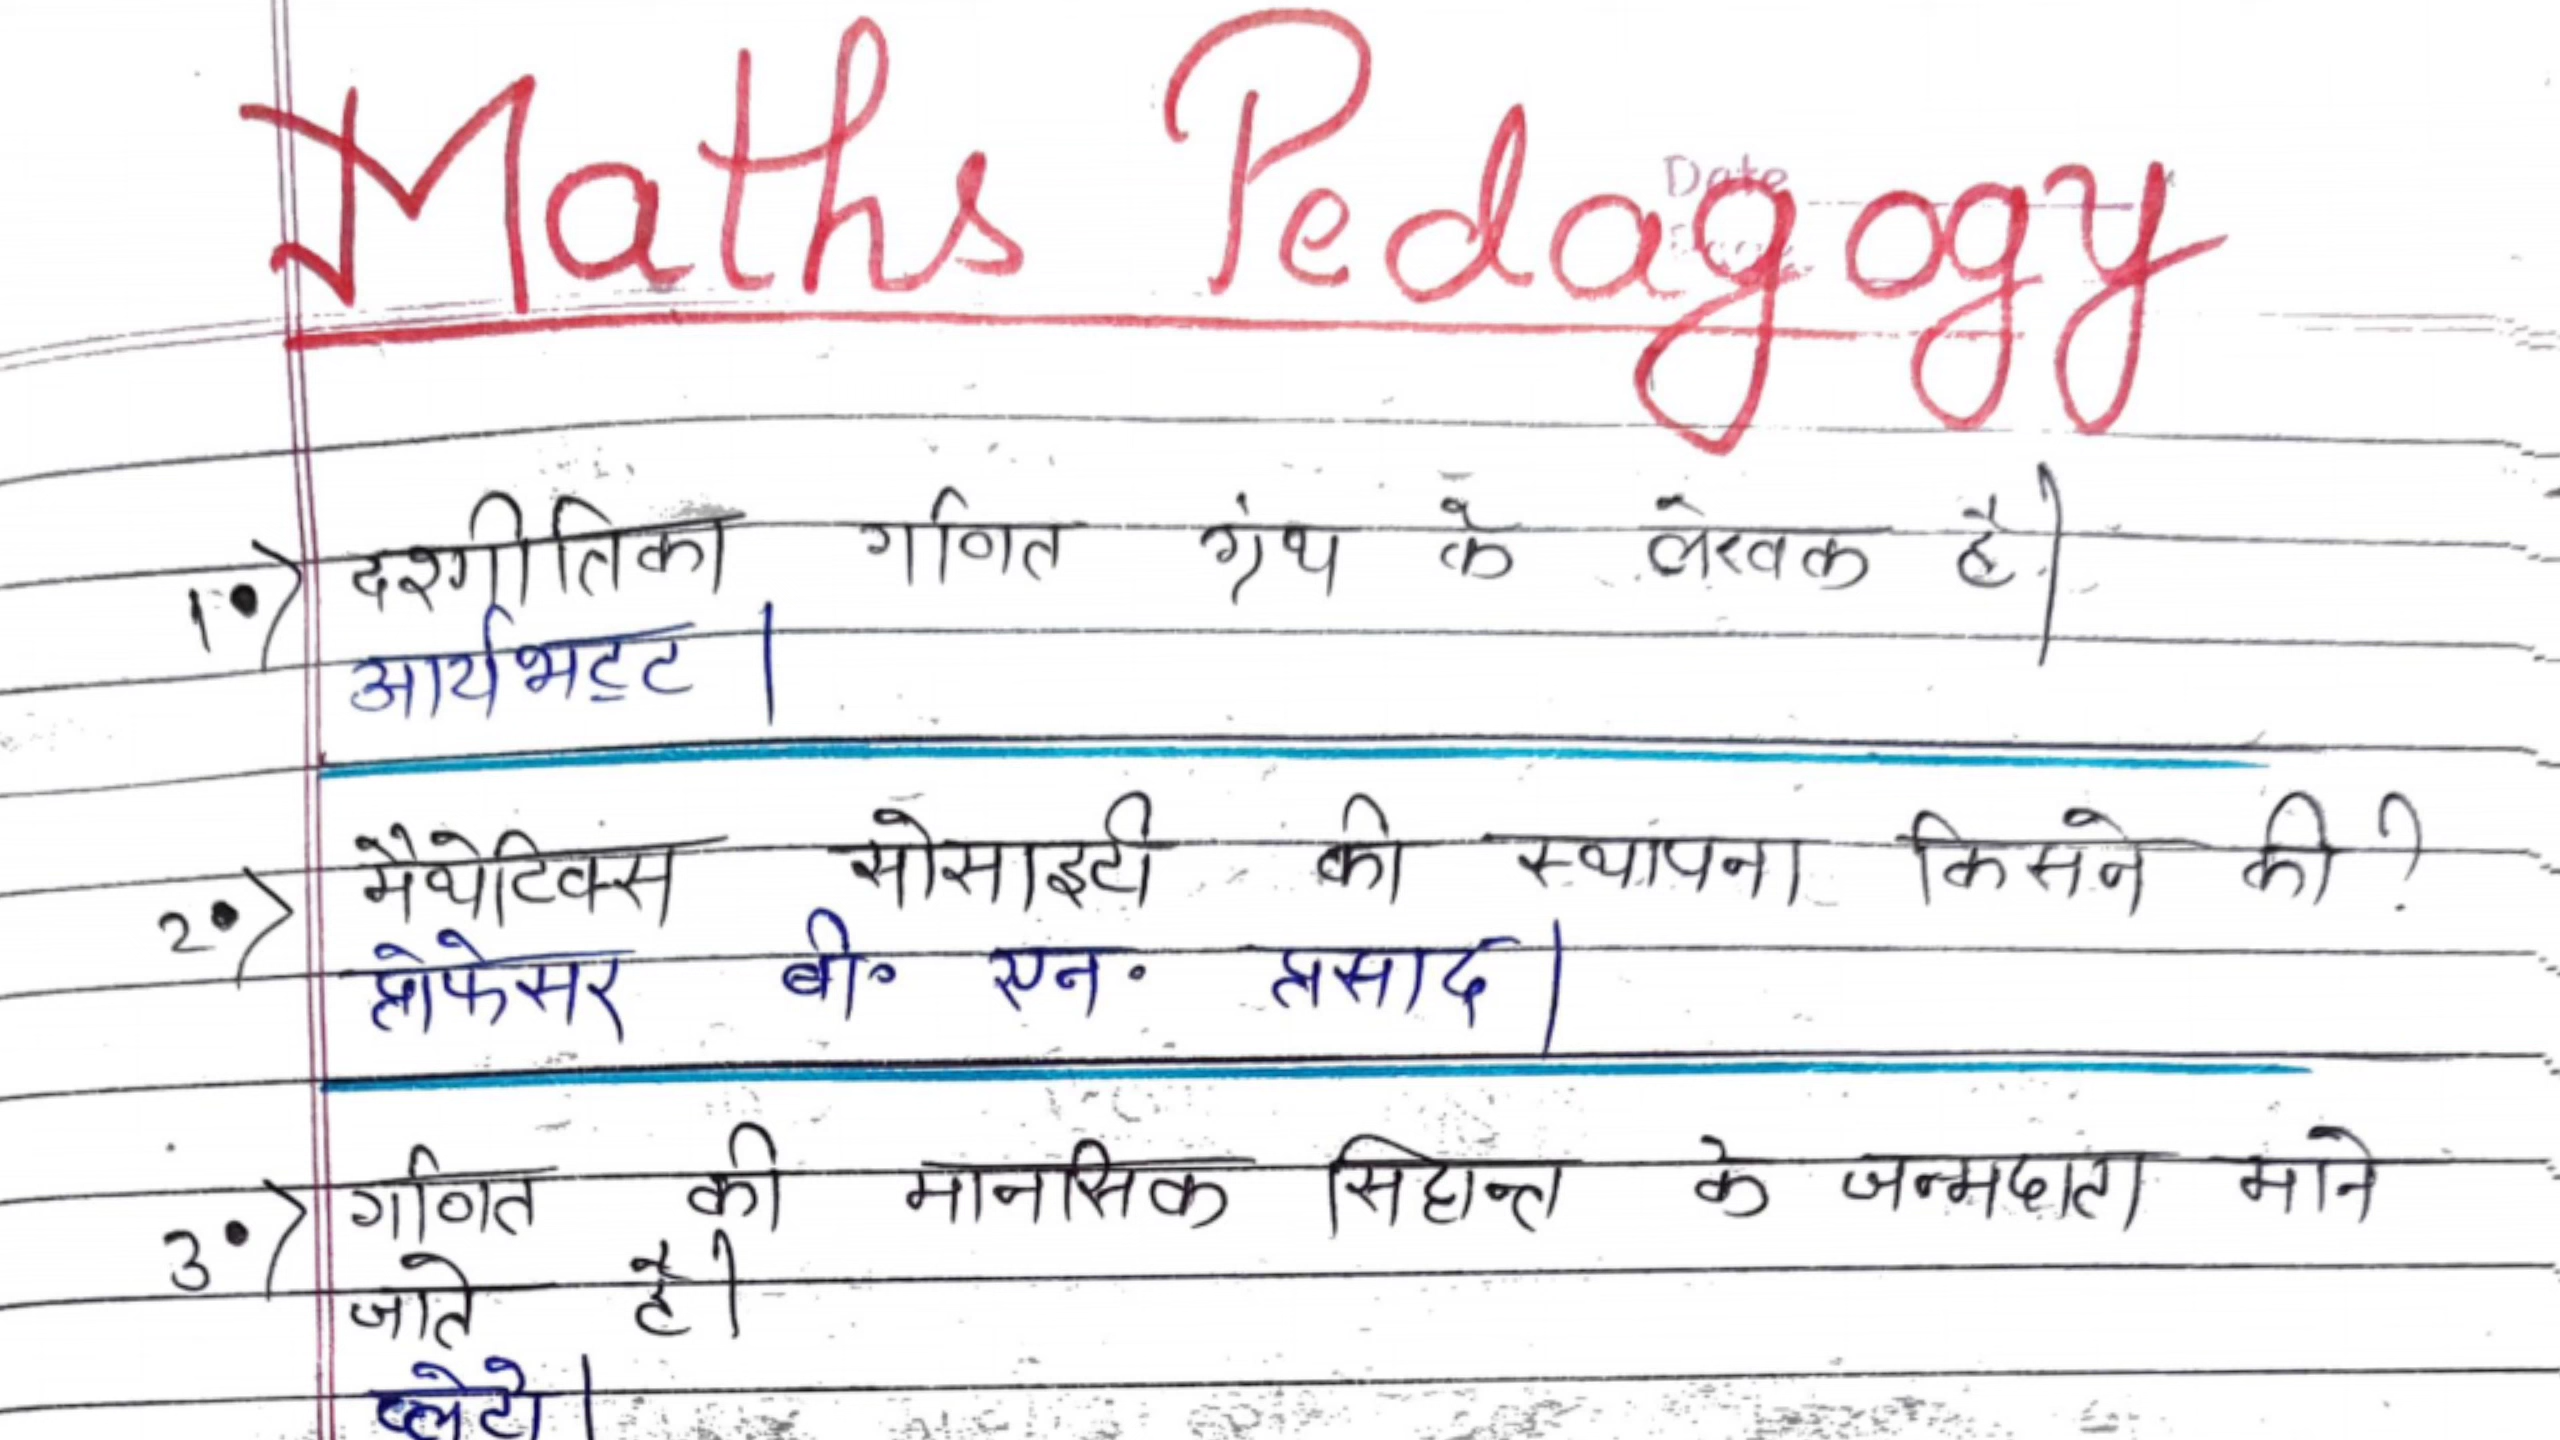 Maths Pedagogy
Date
1•) दशगीतिका गणित ग्रंथ के लेखक है।
आर्यभट्ट |
2•) मैथेटिक्स सोसाइटी की स्थापना किसने की ?
प्रोफेसर बी॰ एन॰ प्रसाद |
3•) गणित की मानसिक सिद्धान्त के जन्मदाता माने
जाते है।
प्लेटो |